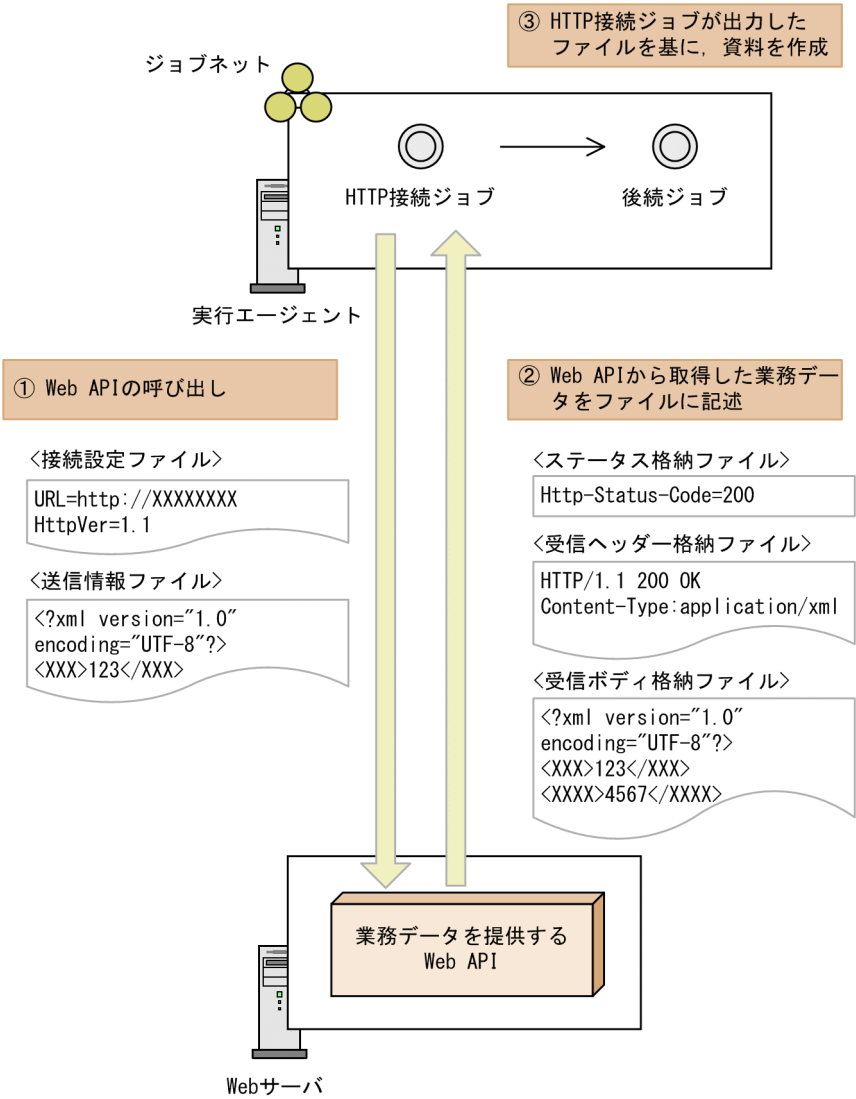 ③ HTTP接続ジョブが出力した
ファイルを基に，資料を作成
ジョブネット
HTTP接続ジョブ
後続ジョブ
実行エージェント
① Web APIの呼び出し
② Web APIから取得した業務デー
タをファイルに記述
<接続設定ファイル>
URL=http://XXXXXXXX
HttpVer=1.1
<送信情報ファイル>
<?xml version="1.0"
encoding="UTF-8"?>
<XXX>123</XXX>
<ステータス格納ファイル>
Http-Status-Code=200
<受信ヘッダー格納ファイル>
HTTP/1.1 200 OK
Content-Type:application/xml
<受信ボディ格納ファイル>
<?xml version="1.0"
encoding="UTF-8"?>
<XXX>123</XXX>
<XXXX>4567</XXXX>
業務データを提供する
Web API
Webサーバ